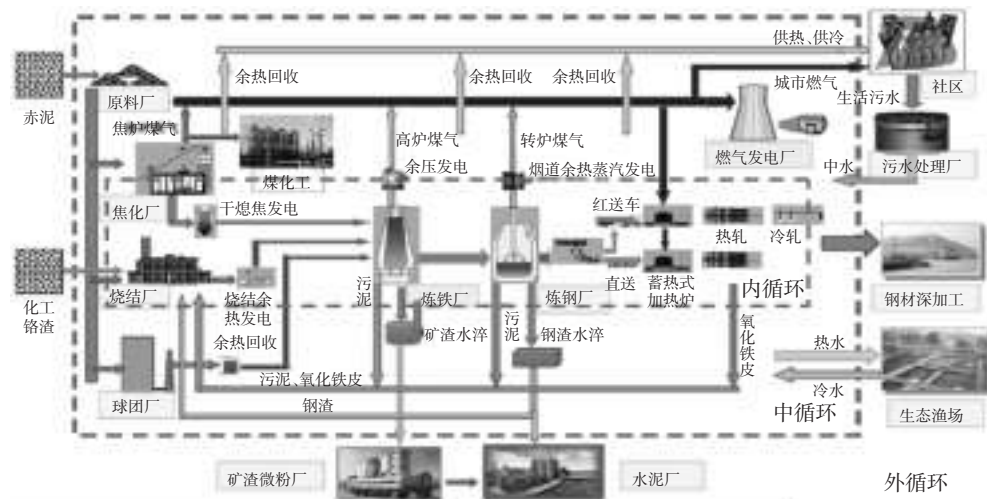 供热、供冷
余热回收
余热回收
余热回收
城市燃气
社区
赤泥
原料厂
生活污水
焦炉煤气
高炉煤气
转炉煤气
燃气发电厂
污水处理厂
煤化工
余压发电
烟道余热蒸汽发电
中水
焦化厂
干熄焦发电
红送车
热轧
冷轧
化工
铬渣
烧结厂
烧结余
热发电
污泥
炼铁厂
炼钢厂
直送
蓄热式
加热炉
内循环
钢材深加工
矿渣水淬
污泥
钢渣水淬
氧化铁皮
余热回收
热水
球团厂
污泥、氧化铁皮
冷水
钢渣
中循环
生态渔场
矿渣微粉厂
水泥厂
外循环